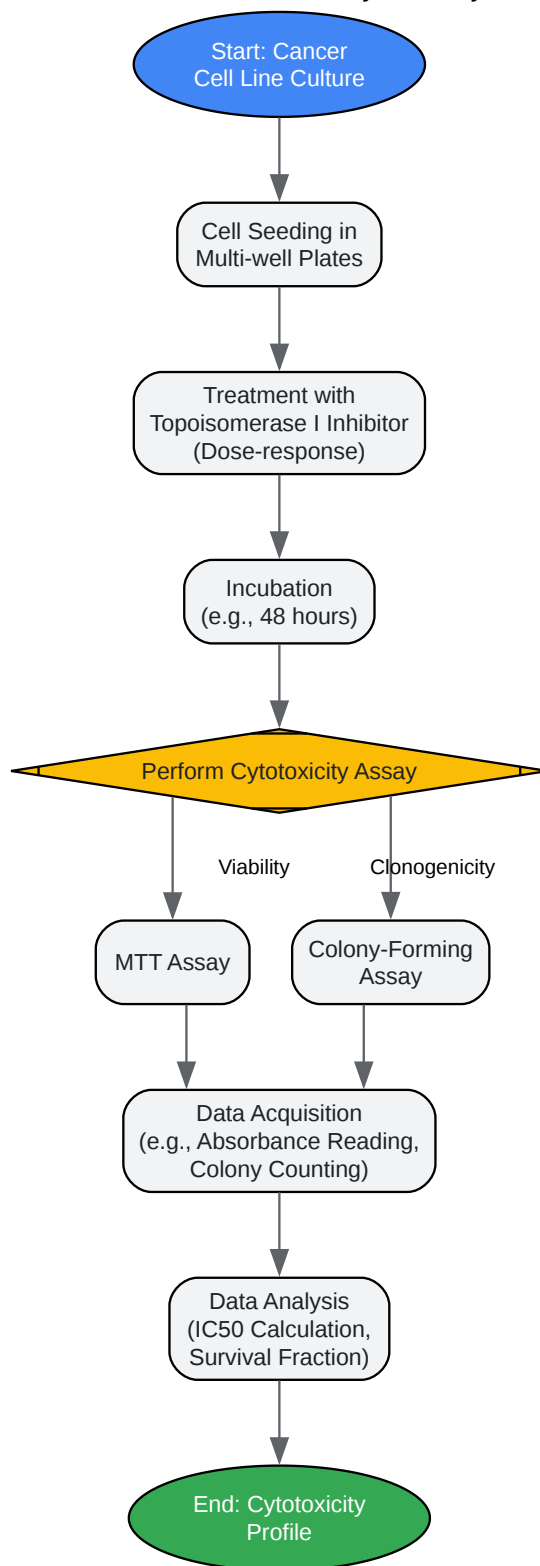 Start: Cancer
Cell Line Culture
Cell Seeding in
Multi-well Plates
Treatment with
Topoisomerase I Inhibitor
(Dose-response)
Incubation
(e.g., 48 hours)
Perform Cytotoxicity Assay
Viability
Clonogenicity
MTT Assay
Colony-Forming
Assay
Data Acquisition
(e.g., Absorbance Reading,
Colony Counting)
Data Analysis
(IC50 Calculation,
Survival Fraction)
End: Cytotoxicity
Profile